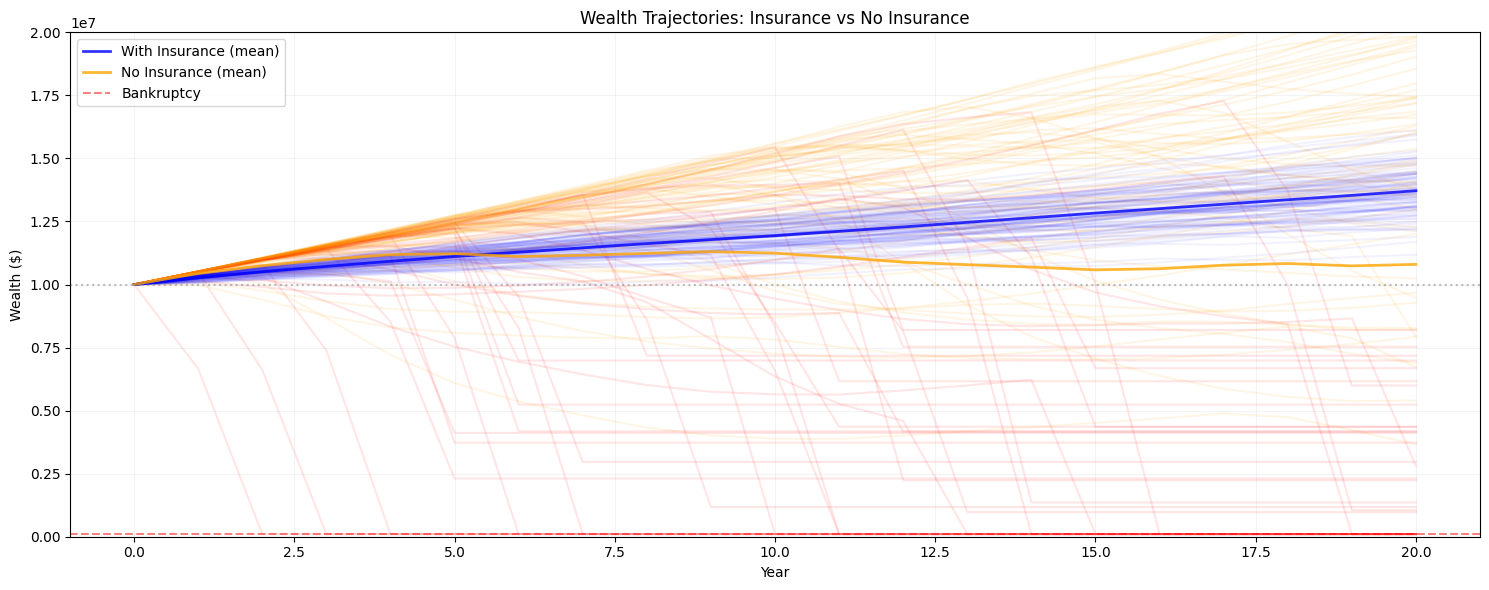 Wealth Trajectories: Insurance vs No Insurance
1e7
With Insurance (mean)
No Insurance (mean)
Bankruptcy
2.00
1.75
1.50
1.25
1.00
0.75
0.50
0.25
0.00
Wealth ($)
0.0 2.5 5.0 7.5 10.0 12.5 15.0 17.5 20.0
Year